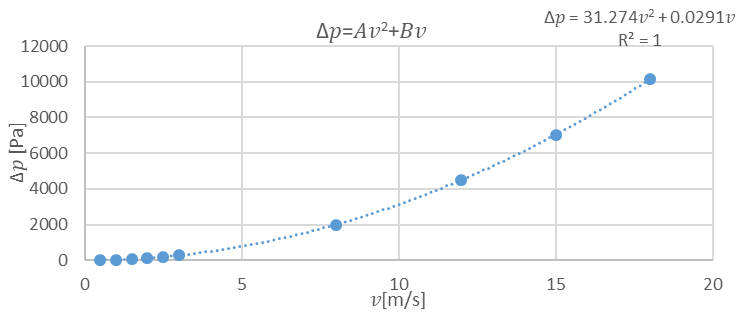 Δp=Av²+Bv
Δp = 31.274v² + 0.0291v
R² = 1
12000
10000
8000
6000
4000
2000
0
Δp [Pa]
0
5
10
15
20
v[m/s]